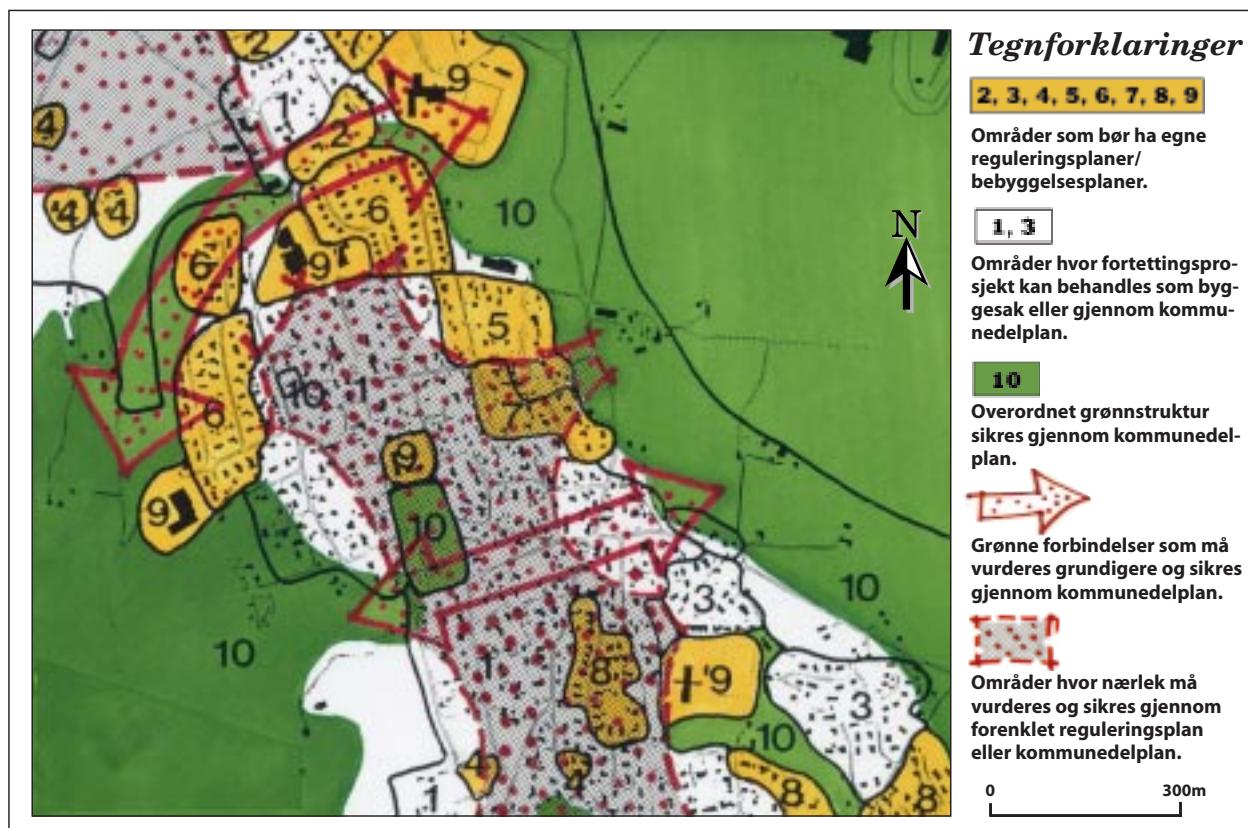 Tegnforklaringer
2, 3, 4, 5, 6, 7, 8, 9
Områder som bør ha egne
reguleringsplaner/
bebyggelsesplaner.
1, 3
Områder hvor fortettingspro-
sjekt kan behandles som byg-
gesak eller gjennom kommu-
nedelplan.
10
Overordnet grønnstruktur
sikres gjennom kommunedel-
plan.
Grønne forbindelser som må
vurderes grundigere og sikres
gjennom kommunedelplan.
Områder hvor nærlek må
vurderes og sikres gjennom
forenklet reguleringsplan
eller kommunedelplan.
0 300m
N
2
9
1
4
2
4 4
6
10
6
9
5
10
1
7
6
9
9
10
3
10
10
1
8
9
3
10
4
4
1
8
8